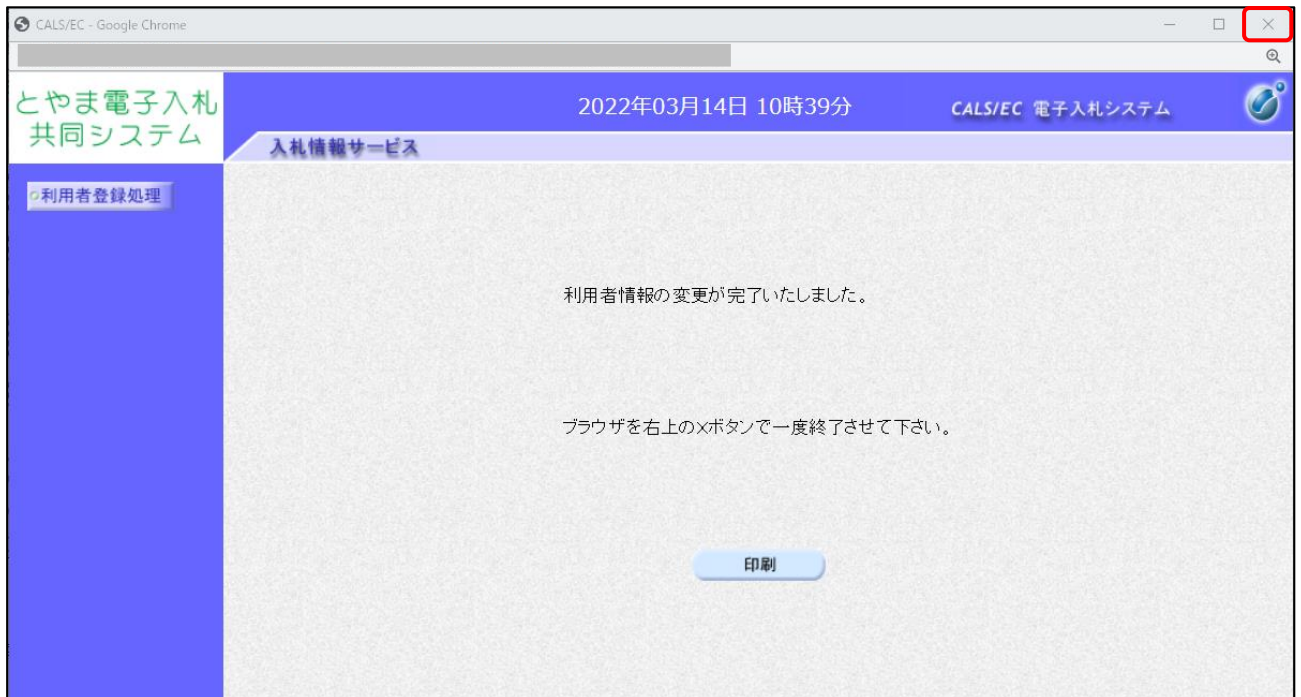 CALS/EC - Google Chrome
とやま電子入札
共同システム
2022年03月14日 10時39分
CALS/EC 電子入札システム
入札情報サービス
利用者登録処理
利用者情報の変更が完了いたしました。
ブラウザを右上の×ボタンで一度終了させて下さい。
印刷